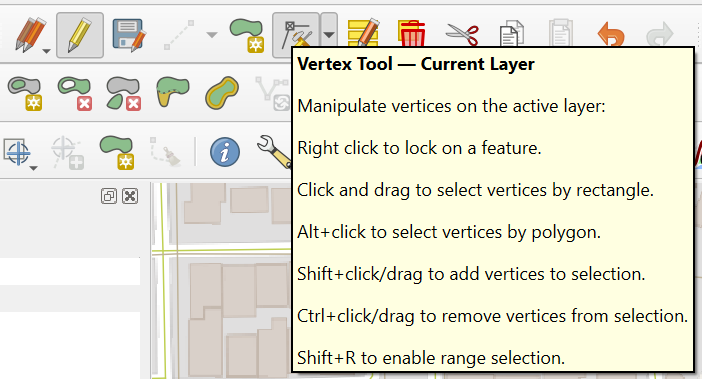 Vertex Tool — Current Layer
Manipulate vertices on the active layer:
Right click to lock on a feature.
Click and drag to select vertices by rectangle.
Alt+click to select vertices by polygon.
Shift+click/drag to add vertices to selection.
Ctrl+click/drag to remove vertices from selection.
Shift+R to enable range selection.